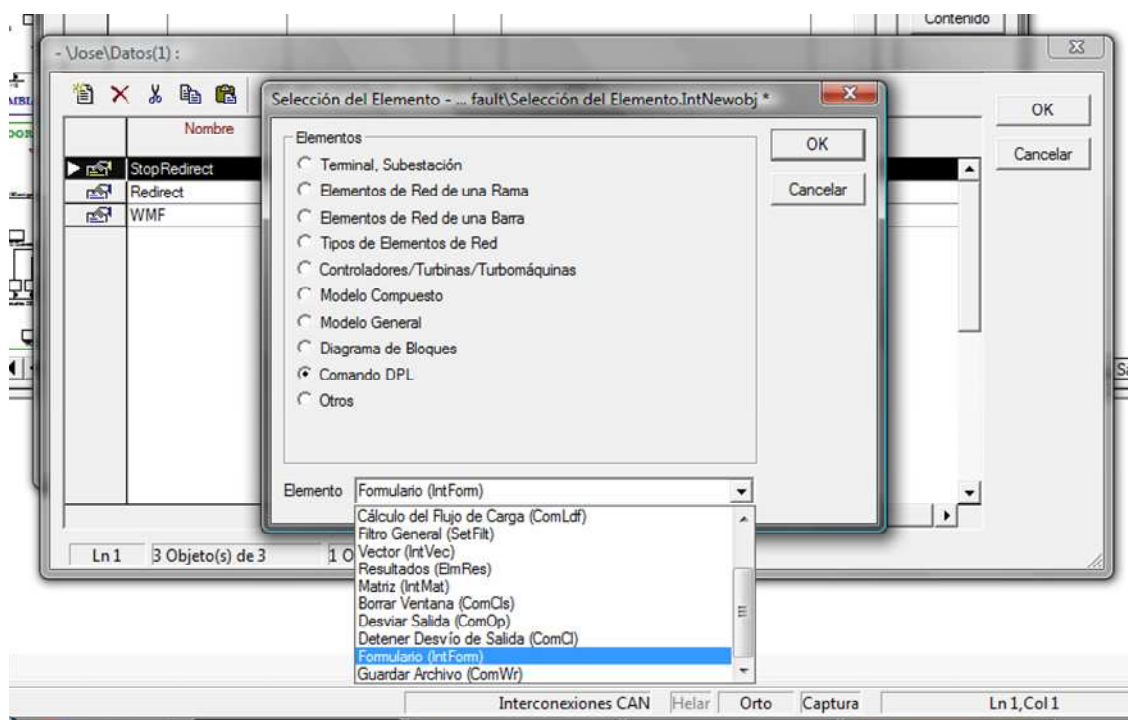 Contenido
- \Jose\Datos(1) :
Selección del Elemento - ... fault\Selección del Elemento.IntNewobj *
OK
Cancelar
Nombre
StopRedirect
Redirect
WMF
Elementos
Terminal, Subestación
Elementos de Red de una Rama
Elementos de Red de una Barra
Tipos de Elementos de Red
Controladores/Turbinas/Turbomáquinas
Modelo Compuesto
Modelo General
Diagrama de Bloques
Comando DPL
Otros
OK
Cancelar
Elemento Formulario (IntForm)
Cálculo del Flujo de Carga (ComLdf)
Filtro General (SetFilt)
Vector (IntVec)
Resultados (ElmRes)
Matriz (IntMat)
Borrar Ventana (ComCls)
Desviar Salida (ComOp)
Detener Desvío de Salida (ComCl)
Formulario (IntForm)
Guardar Archivo (ComWr)
Ln 1 3 Objeto(s) de 3 1 O
Interconexiones CAN Helar Orto Captura Ln 1,Col 1